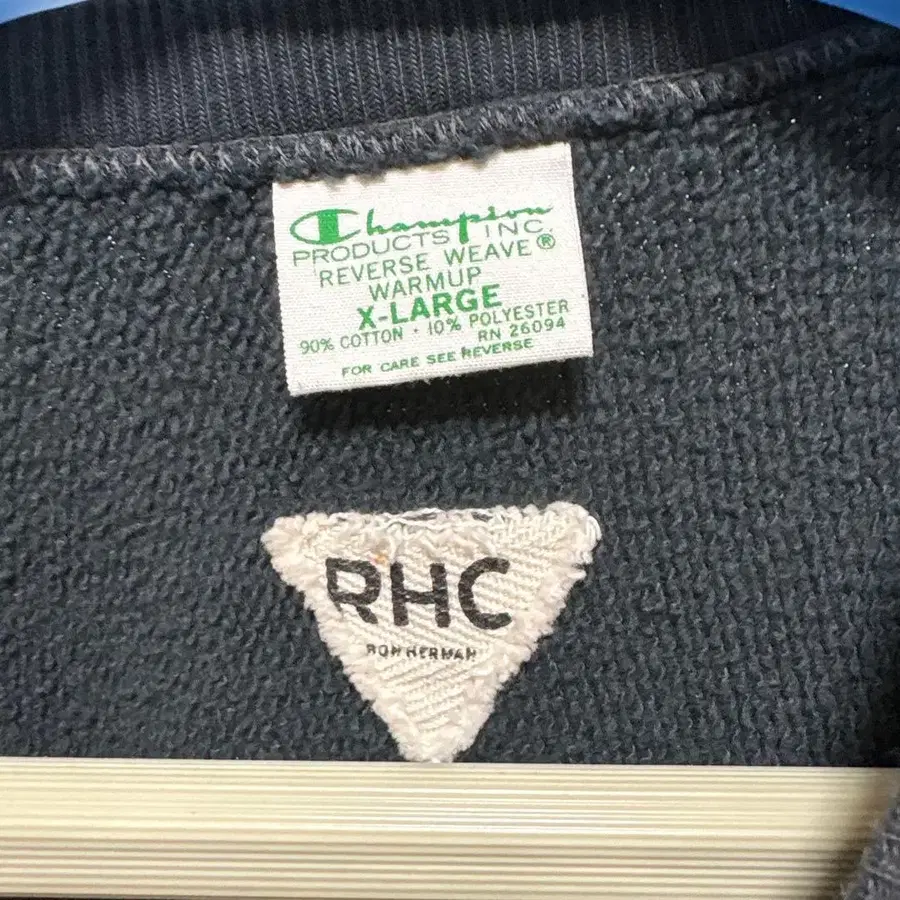 Champion
PRODUCTS INC.
REVERSE WEAVE®
WARMUP
X-LARGE
90% COTTON · 10% POLYESTER
RN 26094
FOR CARE SEE REVERSE
RHC
RON HERMAN